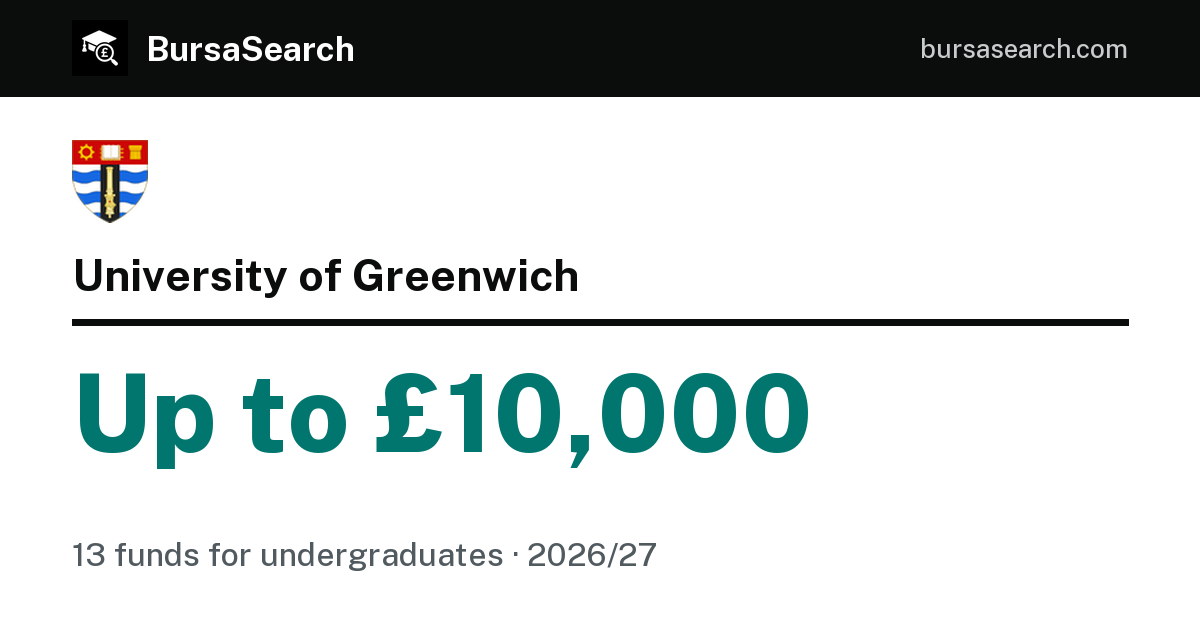 £
BursaSearch
bursasearch.com
University of Greenwich
Up to £10,000
13 funds for undergraduates · 2026/27